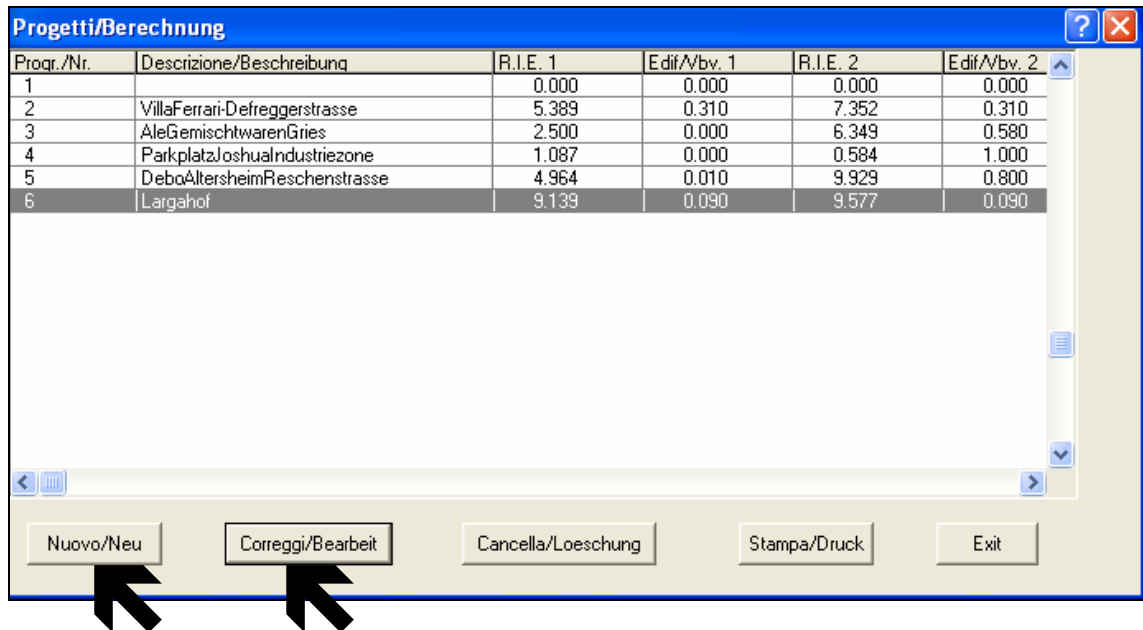 Progetti/Berechnung
Progr./Nr. Descrizione/Beschreibung R.I.E. 1 Edif/Vbv. 1 R.I.E. 2 Edif/Vbv. 2
1 0.000 0.000 0.000 0.000
2 VillaFerrari-Defreggerstrasse 5.389 0.310 7.352 0.310
3 AleGemischtwarenGries 2.500 0.000 6.349 0.580
4 ParkplatzJoshuaIndustriezone 1.087 0.000 0.584 1.000
5 DeboAltersheimReschenstrasse 4.964 0.010 9.929 0.800
6 Largahof 9.139 0.090 9.577 0.090
Nuovo/Neu Correggi/Bearbeit Cancella/Loeschung Stampa/Druck Exit